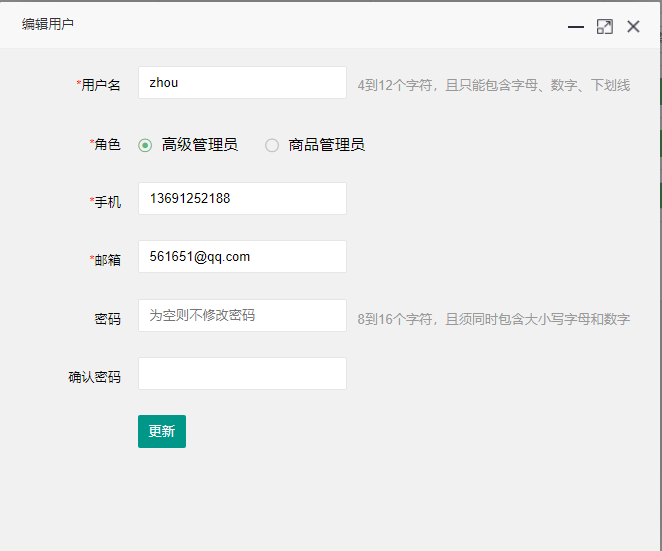 编辑用户
*用户名 zhou 4到12个字符，且只能包含字母、数字、下划线
*角色 高级管理员 商品管理员
*手机 13691252188
*邮箱 561651@qq.com
密码 为空则不修改密码 8到16个字符，且须同时包含大小写字母和数字
确认密码
更新